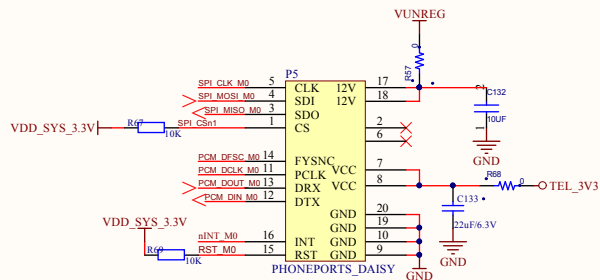 VUNREG
0
R57
P5
SPI_CLK_M0 5 CLK 12V 17
SPI_MOSI_M0 4 SDI 12V 18
SPI_MISO_M0 3 SDO
VDD_SYS_3.3V R67 10K SPI_CSn1 1 CS 2
6
2 C132
10UF
1
GND
PCM_DFSC_M0 14 FYSNC
PCM_DCLK_M0 11 PCLK VCC 7
PCM_DOUT_M0 13 DRX VCC 8 R68 0 TEL_3V3
PCM_DIN_M0 12 DTX
C133
22uF/6.3V
GND
VDD_SYS_3.3V
GND 20
GND 19
nINT_M0 16 INT GND 10
R69 10K RST_M0 15 RST GND 9
PHONEPORTS_DAISY
GND